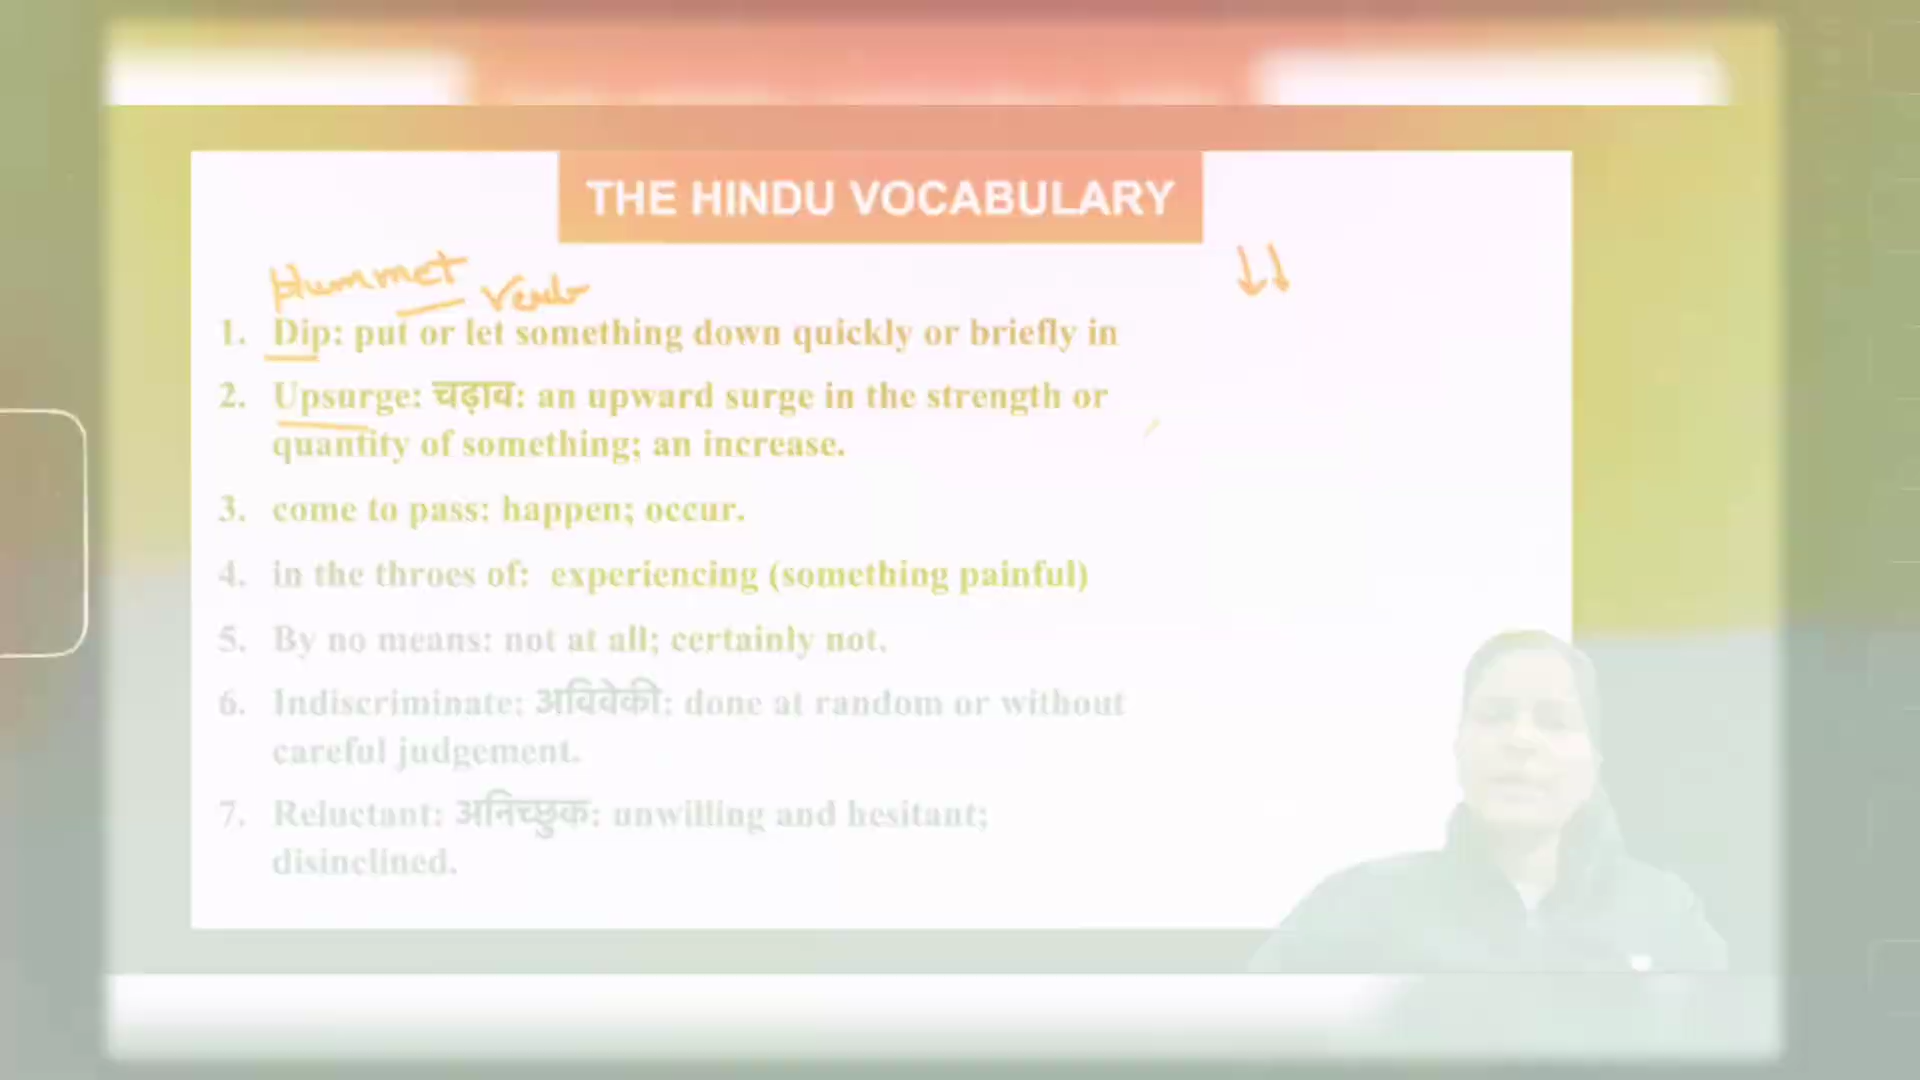 THE HINDU VOCABULARY
Hummet verb
1. Dip: put or let something down quickly or briefly in
2. Upsurge: चढ़ाव: an upward surge in the strength or
quantity of something; an increase.
3. come to pass: happen; occur.
4. in the throes of: experiencing (something painful)
5. By no means: not at all; certainly not.
6. Indiscriminate: अविवेकी: done at random or without
careful judgement.
7. Reluctant: अनिच्छुक: unwilling and hesitant;
disinclined.